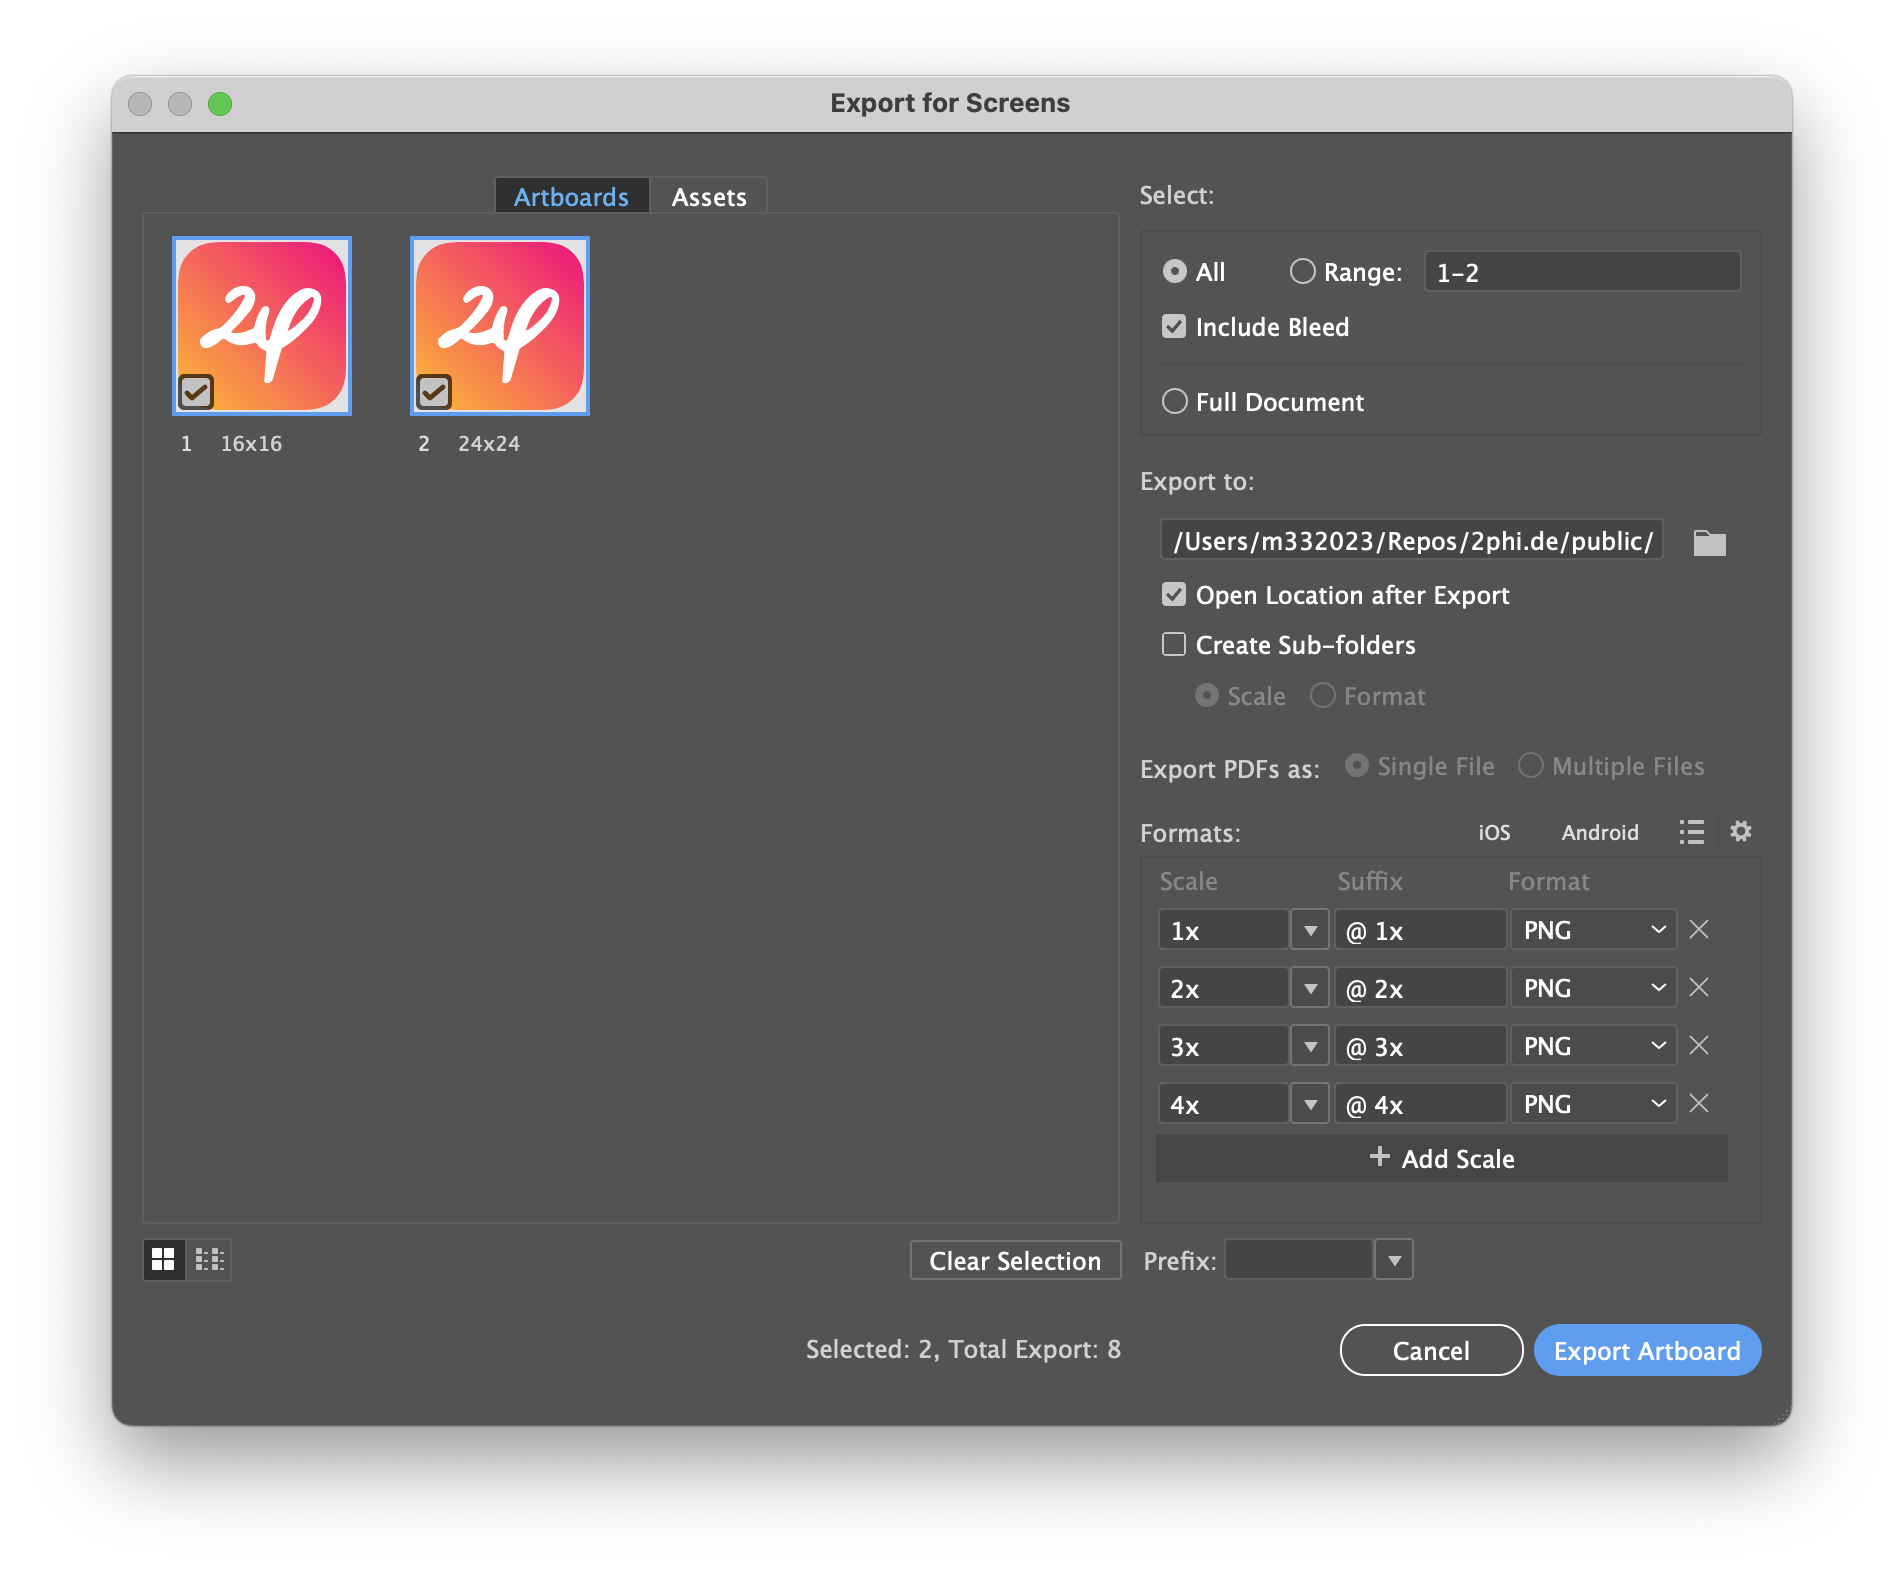 Export for Screens
Artboards Assets
2φ 2φ
1 16x16 2 24x24
Select:
All Range: 1-2
Include Bleed
Full Document
Export to:
/Users/m332023/Repos/2phi.de/public/
Open Location after Export
Create Sub-folders
Scale Format
Export PDFs as: Single File Multiple Files
Formats: iOS Android
Scale Suffix Format
1x @ 1x PNG
2x @ 2x PNG
3x @ 3x PNG
4x @ 4x PNG
+ Add Scale
Clear Selection Prefix:
Selected: 2, Total Export: 8 Cancel Export Artboard